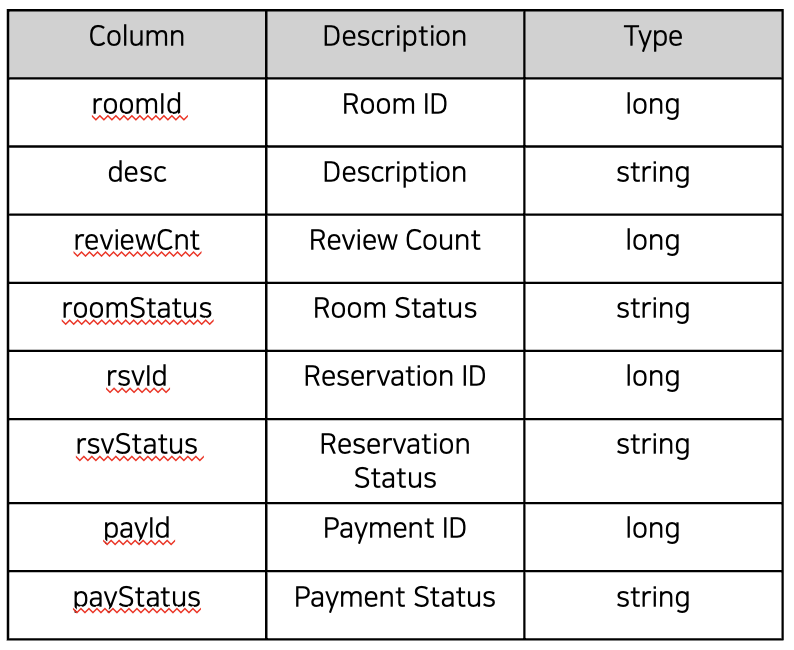 Column Description Type
roomId Room ID long
desc Description string
reviewCnt Review Count long
roomStatus Room Status string
rsvId Reservation ID long
rsvStatus Reservation Status string
payId Payment ID long
payStatus Payment Status string